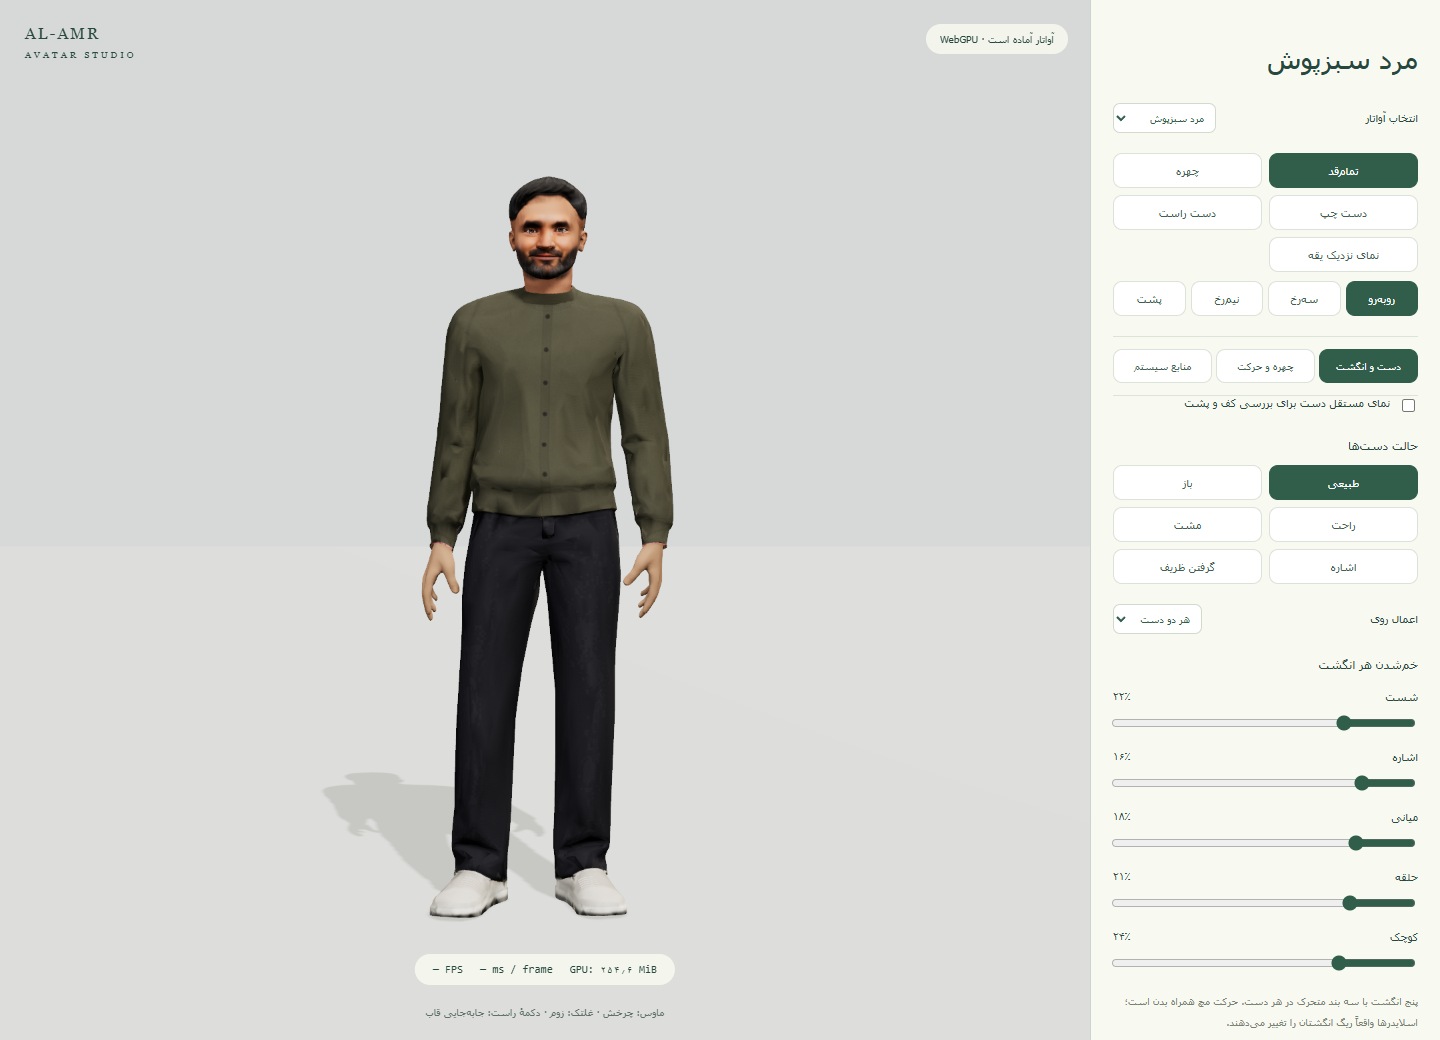 AL-AMR
AVATAR STUDIO
آواتار آماده است · WebGPU
مرد سبزپوش
انتخاب آواتار
مرد سبزپوش
تمام‌قد
چهره
دست چپ
دست راست
نمای نزدیک یقه
روبه‌رو
سه‌رخ
نیم‌رخ
پشت
دست و انگشت
چهره و حرکت
منابع سیستم
نمای مستقل دست برای بررسی کف و پشت
حالت دست‌ها
طبیعی
باز
راحت
مشت
اشاره
گرفتن ظریف
اعمال روی
هر دو دست
خم‌شدن هر انگشت
شست
۲۲٪
اشاره
۱۶٪
میانی
۱۸٪
حلقه
۲۱٪
کوچک
۲۴٪
پنج انگشت با سه بند متحرک در هر دست. حرکت مچ همراه بدن است؛
اسلایدرها واقعاً ریگ انگشتان را تغییر می‌دهند.
— FPS — ms / frame GPU: ۲۵۴٫۶ MiB
ماوس: چرخش · غلتک: زوم · دکمهٔ راست: جابه‌جایی قاب